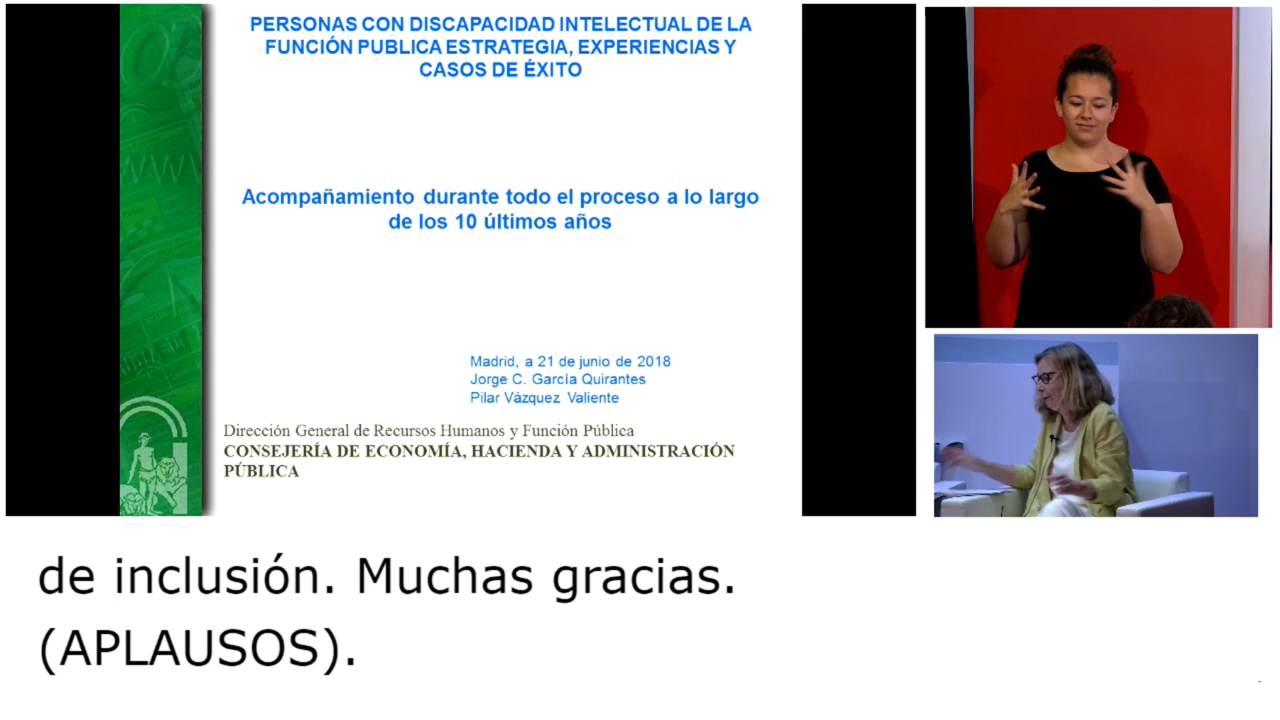 PERSONAS CON DISCAPACIDAD INTELECTUAL DE LA
FUNCIÓN PUBLICA ESTRATEGIA, EXPERIENCIAS Y
CASOS DE ÉXITO
Acompañamiento durante todo el proceso a lo largo
de los 10 últimos años
Madrid, a 21 de junio de 2018
Jorge C. García Quirantes
Pilar Vázquez Valiente
Dirección General de Recursos Humanos y Función Pública
CONSEJERÍA DE ECONOMÍA, HACIENDA Y ADMINISTRACIÓN
PÚBLICA
de inclusión. Muchas gracias.
(APLAUSOS).